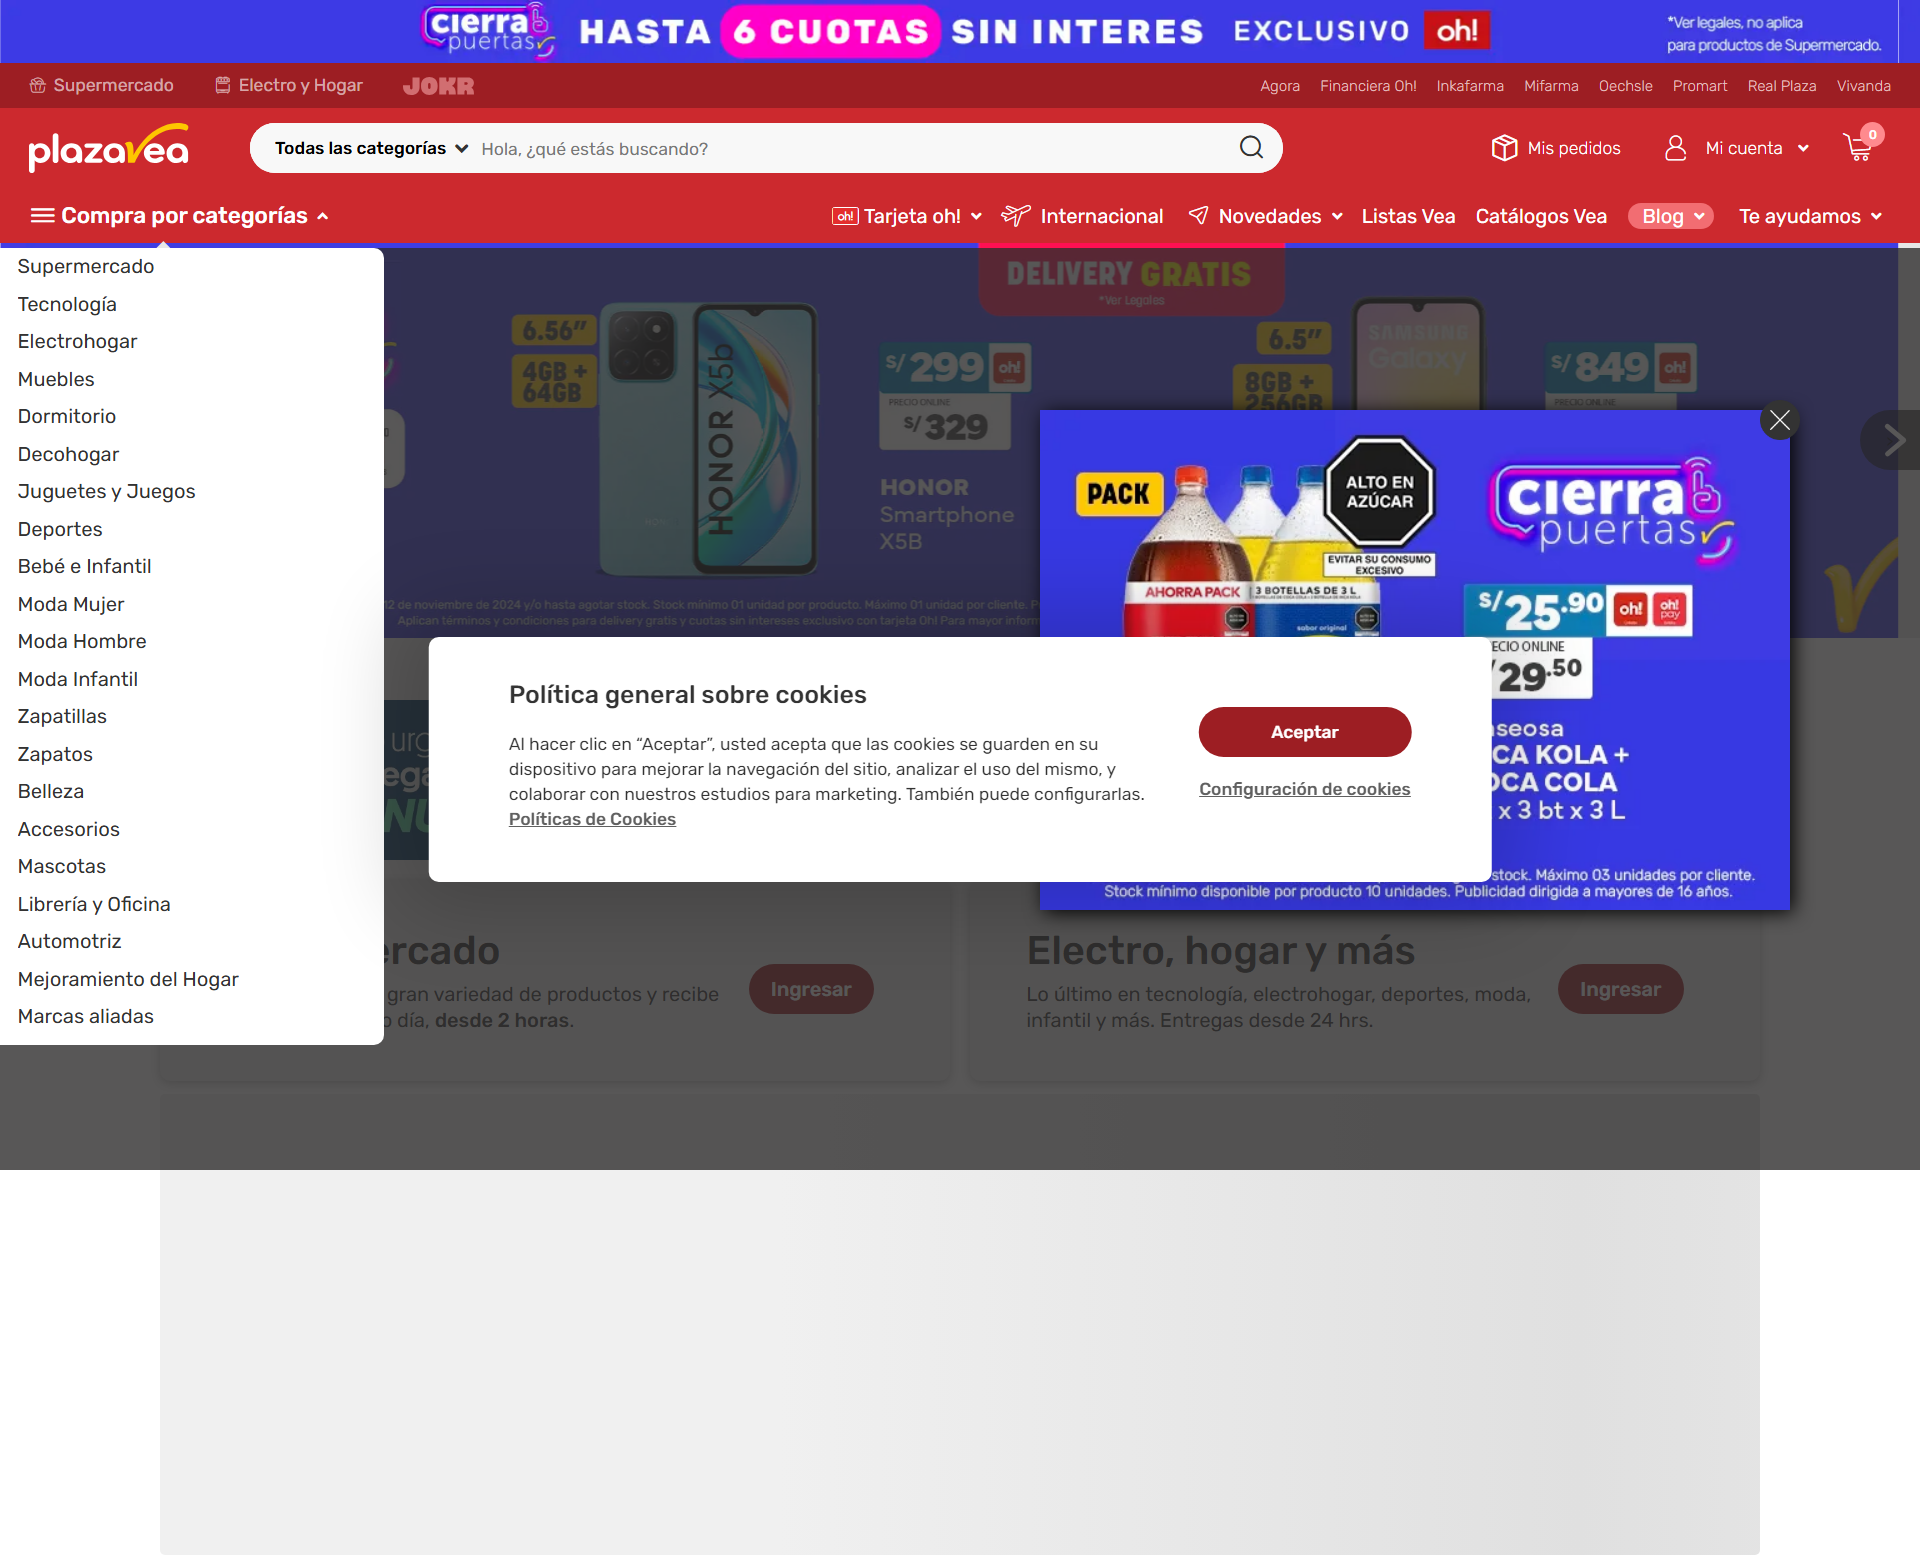 cierra puertas HASTA 6 CUOTAS SIN INTERES EXCLUSIVO oh!
*Ver legales, no aplica
para productos de Supermercado.
Supermercado Electro y Hogar JOKR
Agora Financiera Oh! Inkafarma Mifarma Oechsle Promart Real Plaza Vivanda
plazavea
Todas las categorías Hola, ¿qué estás buscando?
Mis pedidos Mi cuenta 0
Compra por categorías
oh! Tarjeta oh! Internacional Novedades Listas Vea Catálogos Vea Blog Te ayudamos
Supermercado
Tecnología
Electrohogar
Muebles
Dormitorio
Decohogar
Juguetes y Juegos
Deportes
Bebé e Infantil
Moda Mujer
Moda Hombre
Moda Infantil
Zapatillas
Zapatos
Belleza
Accesorios
Mascotas
Librería y Oficina
Automotriz
Mejoramiento del Hogar
Marcas aliadas
DELIVERY GRATIS
*Ver Legales
6.56"
4GB +
64GB
HONOR X5b
S/ 299 oh!
PRECIO ONLINE
S/ 329
HONOR
Smartphone
X5B
6.5"
8GB +
256GB
SAMSUNG
Galaxy
S/ 849 oh!
PRECIO ONLINE
12 de noviembre de 2024 y/o hasta agotar stock. Stock mínimo 01 unidad por producto. Máximo 01 unidad por cliente.
Aplican términos y condiciones para delivery gratis y cuotas sin intereses exclusivo con tarjeta Oh! Para mayor
PACK
ALTO EN
AZÚCAR
EVITAR SU CONSUMO
EXCESIVO
AHORRA PACK 3 BOTELLAS DE 3 L
sabor original
cierra
puertas
S/ 25.90 oh! oh! pay
ECIO ONLINE
29.50
seosa
CA KOLA +
OCA COLA
x 3 bt x 3 L
stock. Máximo 03 unidades por cliente.
Stock mínimo disponible por producto 10 unidades. Publicidad dirigida a mayores de 16 años.
Política general sobre cookies
Al hacer clic en “Aceptar”, usted acepta que las cookies se guarden en su
dispositivo para mejorar la navegación del sitio, analizar el uso del mismo, y
colaborar con nuestros estudios para marketing. También puede configurarlas.
Políticas de Cookies
Aceptar
Configuración de cookies
ercado
gran variedad de productos y recibe
día, desde 2 horas.
Ingresar
Electro, hogar y más
Lo último en tecnología, electrohogar, deportes, moda,
infantil y más. Entregas desde 24 hrs.
Ingresar